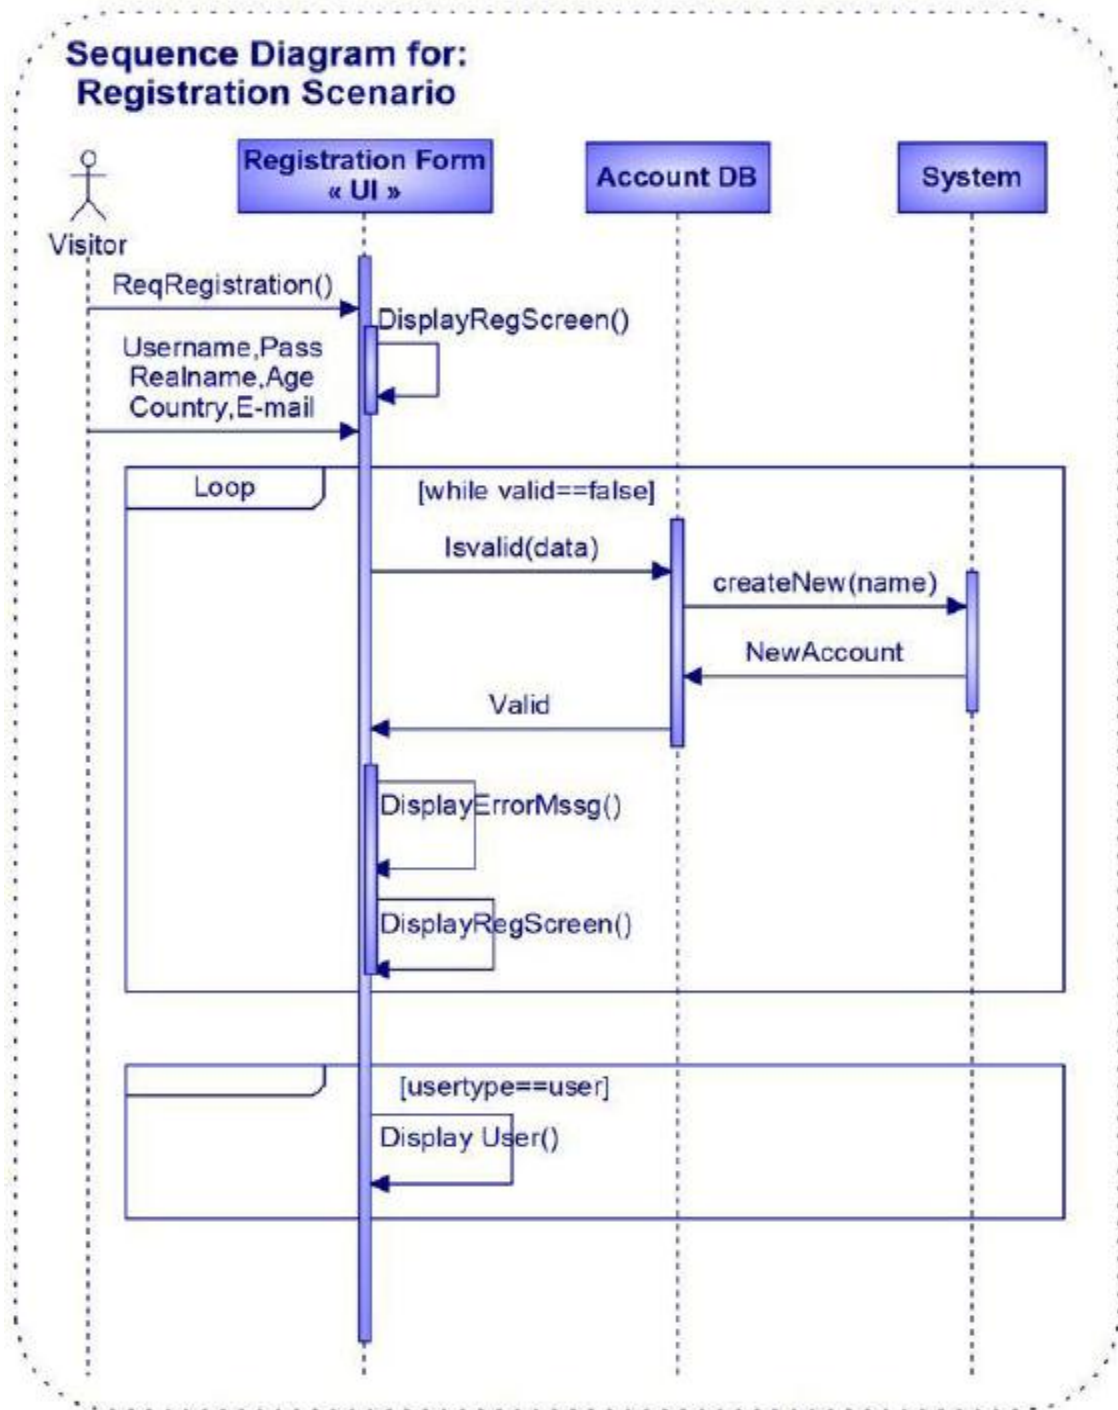 Sequence Diagram for:
Registration Scenario
Registration Form
« UI »
Account DB
System
Visitor
ReqRegistration()
DisplayRegScreen()
Username,Pass
Realname,Age
Country,E-mail
Loop
[while valid==false]
Isvalid(data)
createNew(name)
NewAccount
Valid
DisplayErrorMssg()
DisplayRegScreen()
[usertype==user]
Display User()